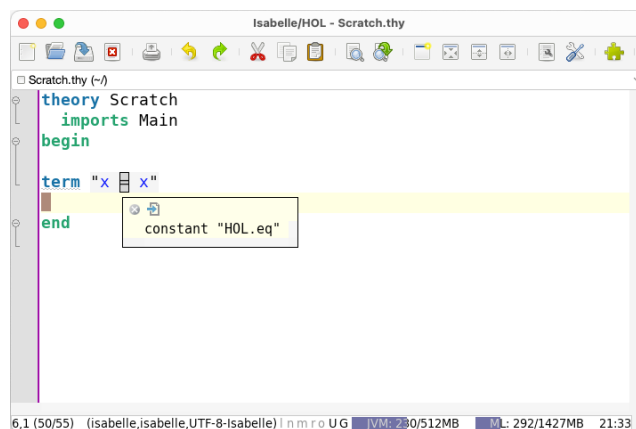 Isabelle/HOL - Scratch.thy
Scratch.thy (~/)
theory Scratch
imports Main
begin
term "x = x"
constant "HOL.eq"
end
6,1 (50/55) (isabelle,isabelle,UTF-8-Isabelle) l n m r o U G JVM: 230/512MB ML: 292/1427MB 21:33